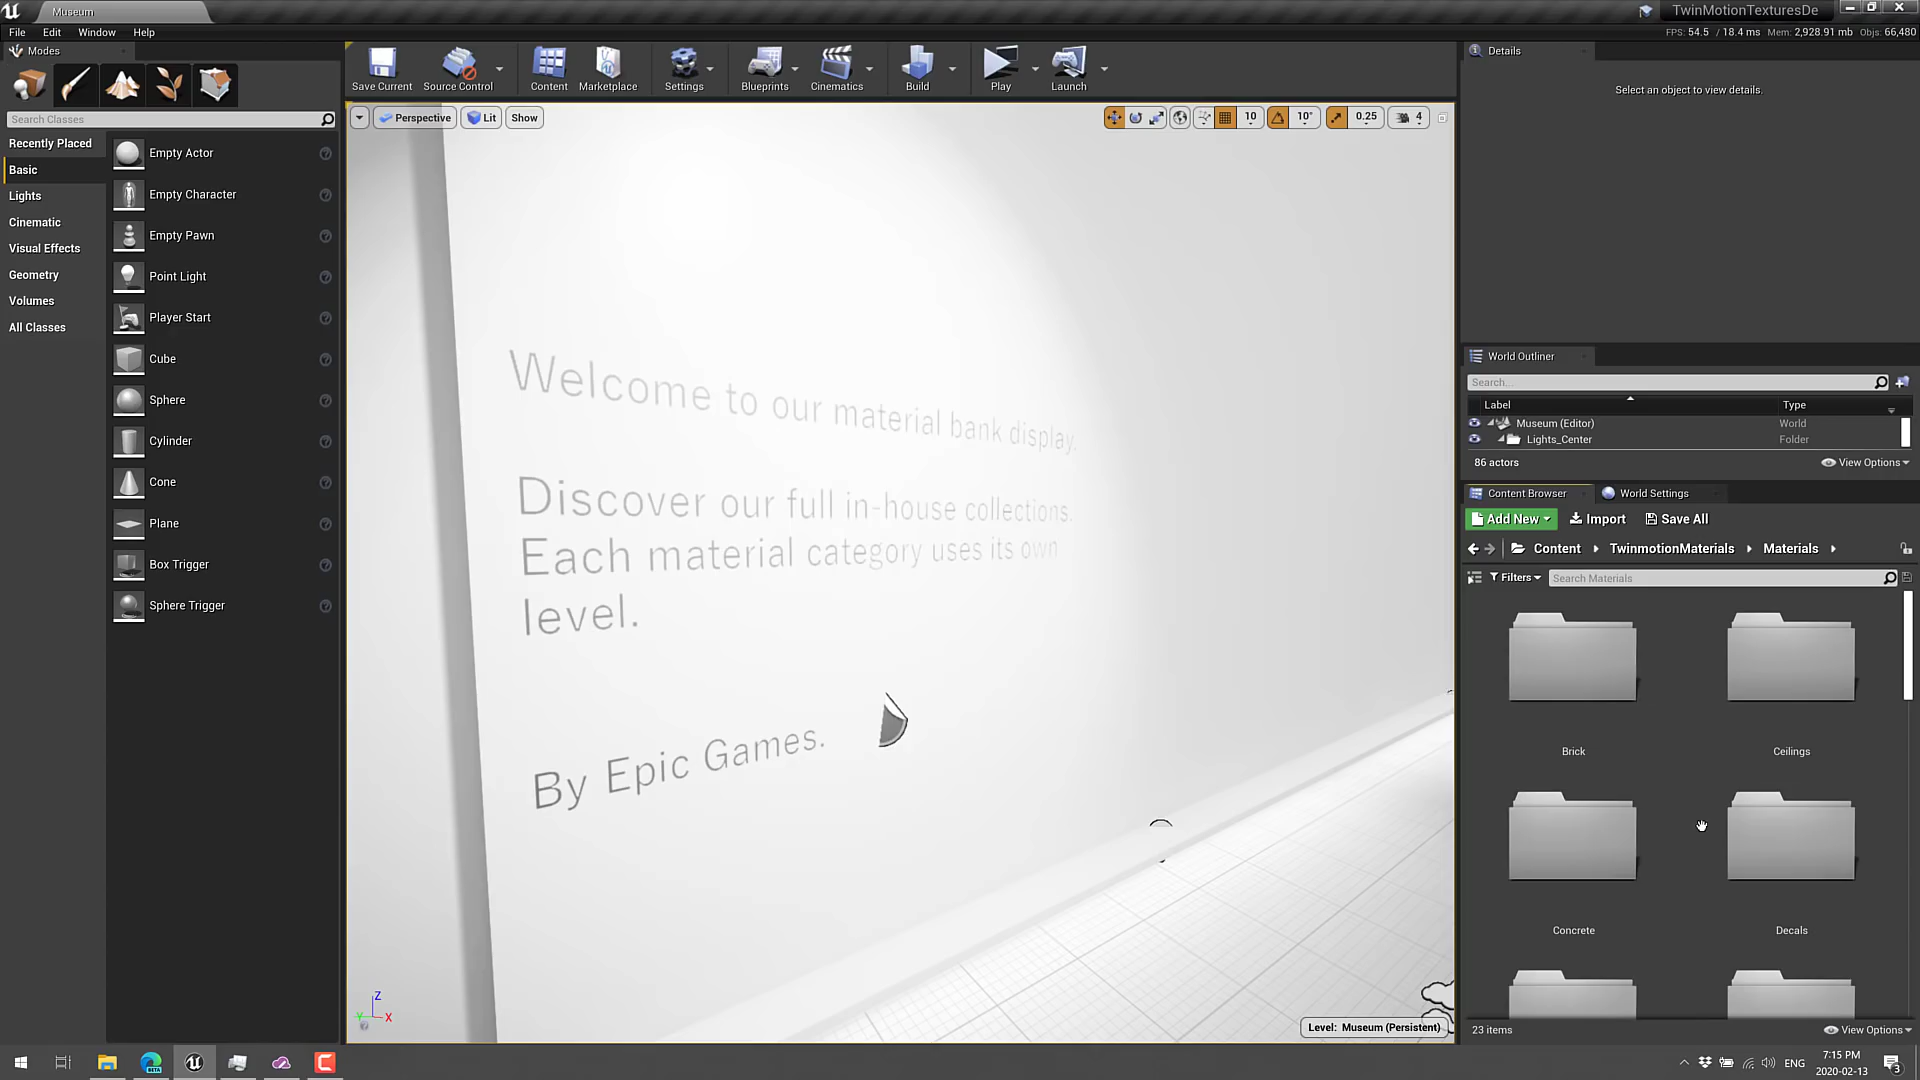 Museum
TwinMotionTexturesDe
File Edit Window Help
FPS: 54.5 / 18.4 ms Mem: 2,928.91 mb Objs: 66,480
Modes
Search Classes
Recently Placed
Basic
Lights
Cinematic
Visual Effects
Geometry
Volumes
All Classes
Empty Actor
Empty Character
Empty Pawn
Point Light
Player Start
Cube
Sphere
Cylinder
Cone
Plane
Box Trigger
Sphere Trigger
Save Current Source Control Content Marketplace Settings Blueprints Cinematics Build Play Launch
Perspective Lit Show
10 10° 0.25 4
Welcome to our material bank display.
Discover our full in-house collections.
Each material category uses its own
level.
By Epic Games.
Z
Y X
Level: Museum (Persistent)
Details
Select an object to view details.
World Outliner
Search...
Label Type
Museum (Editor) World
Lights_Center Folder
86 actors View Options
Content Browser World Settings
Add New Import Save All
Content TwinmotionMaterials Materials
Filters Search Materials
Brick Ceilings
Concrete Decals
23 items View Options
ENG 7:15 PM
2020-02-13
3